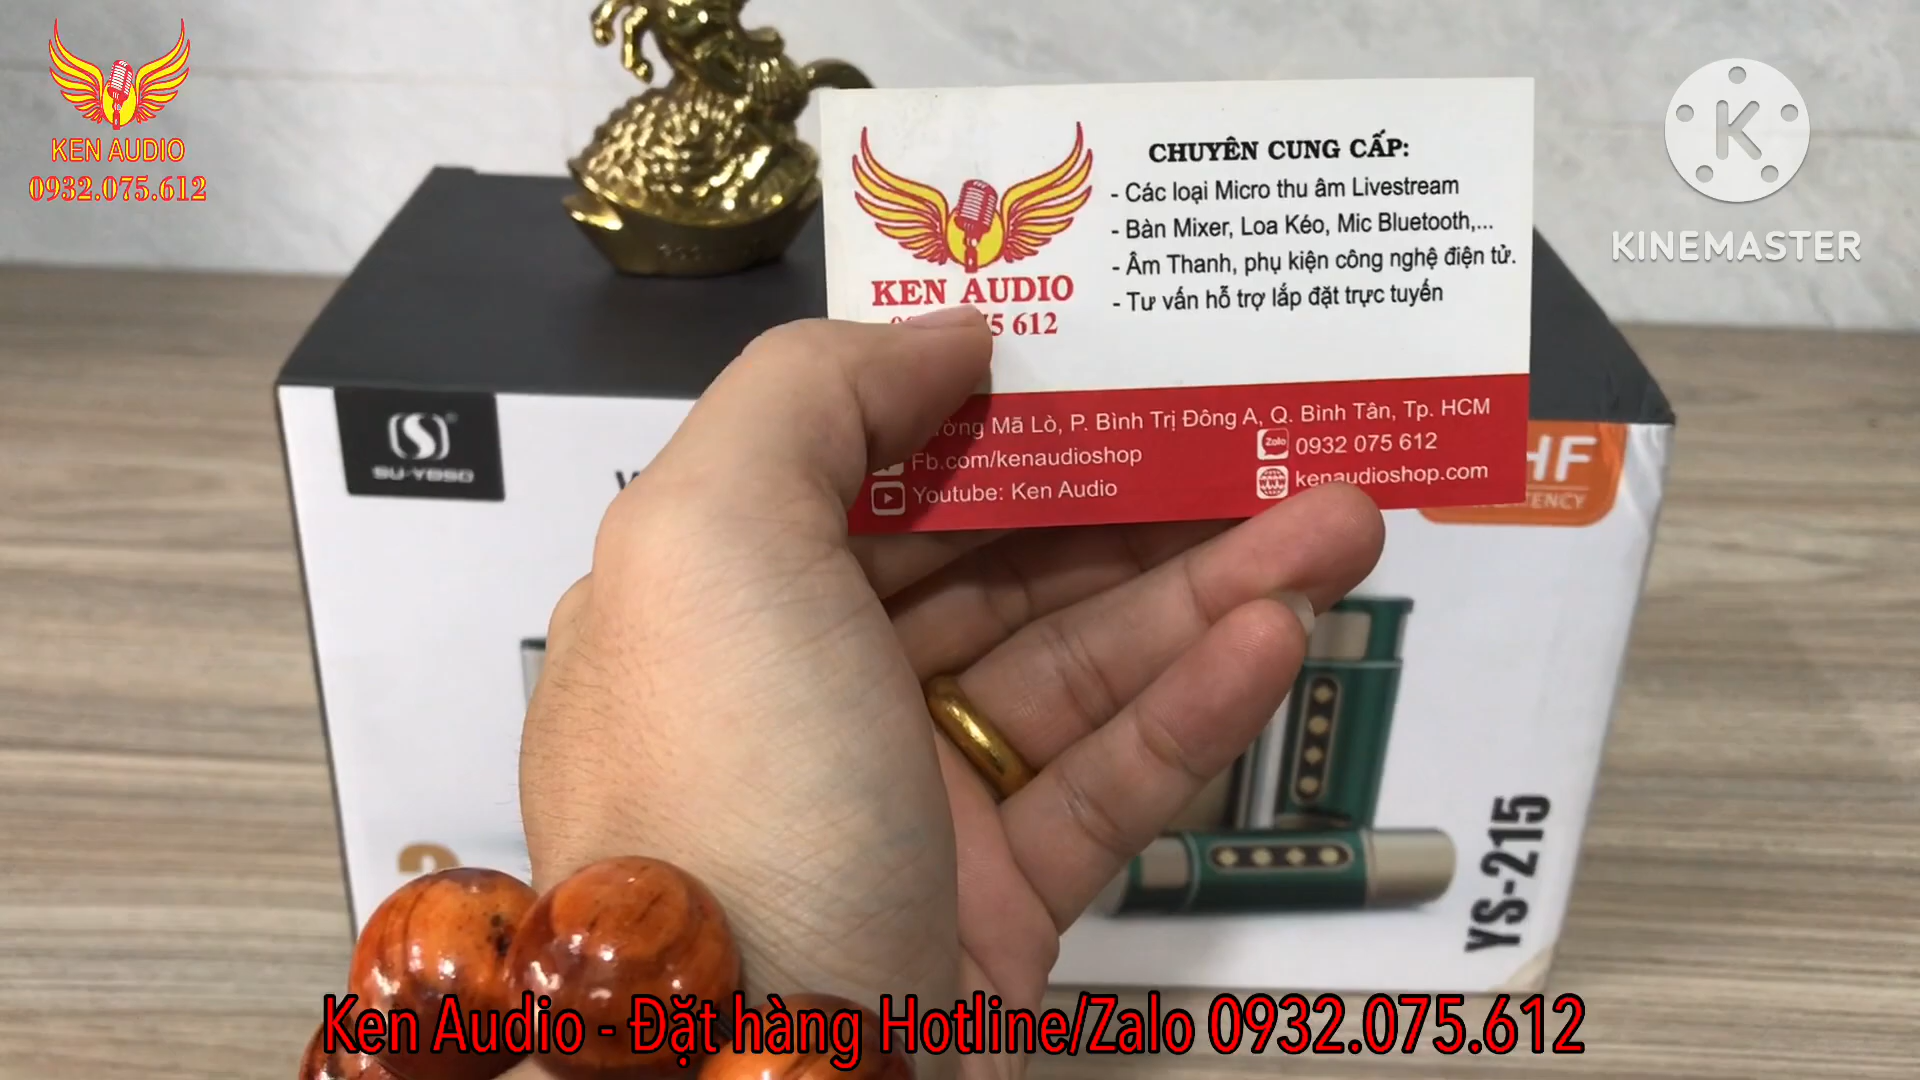 KEN AUDIO
0932.075.612
CHUYÊN CUNG CẤP:
- Các loại Micro thu âm Livestream
- Bàn Mixer, Loa Kéo, Mic Bluetooth,...
- Âm Thanh, phụ kiện công nghệ điện tử.
- Tư vấn hỗ trợ lắp đặt trực tuyến
KEN AUDIO
612
Mã Lò, P. Bình Trị Đông A, Q. Bình Tân, Tp. HCM
Fb.com/kenaudioshop
Zalo 0932 075 612
Youtube: Ken Audio
kenaudioshop.com
K
KINEMASTER
SU-YOSD
YS-215
Ken Audio - Đặt hàng Hotline/Zalo 0932.075.612